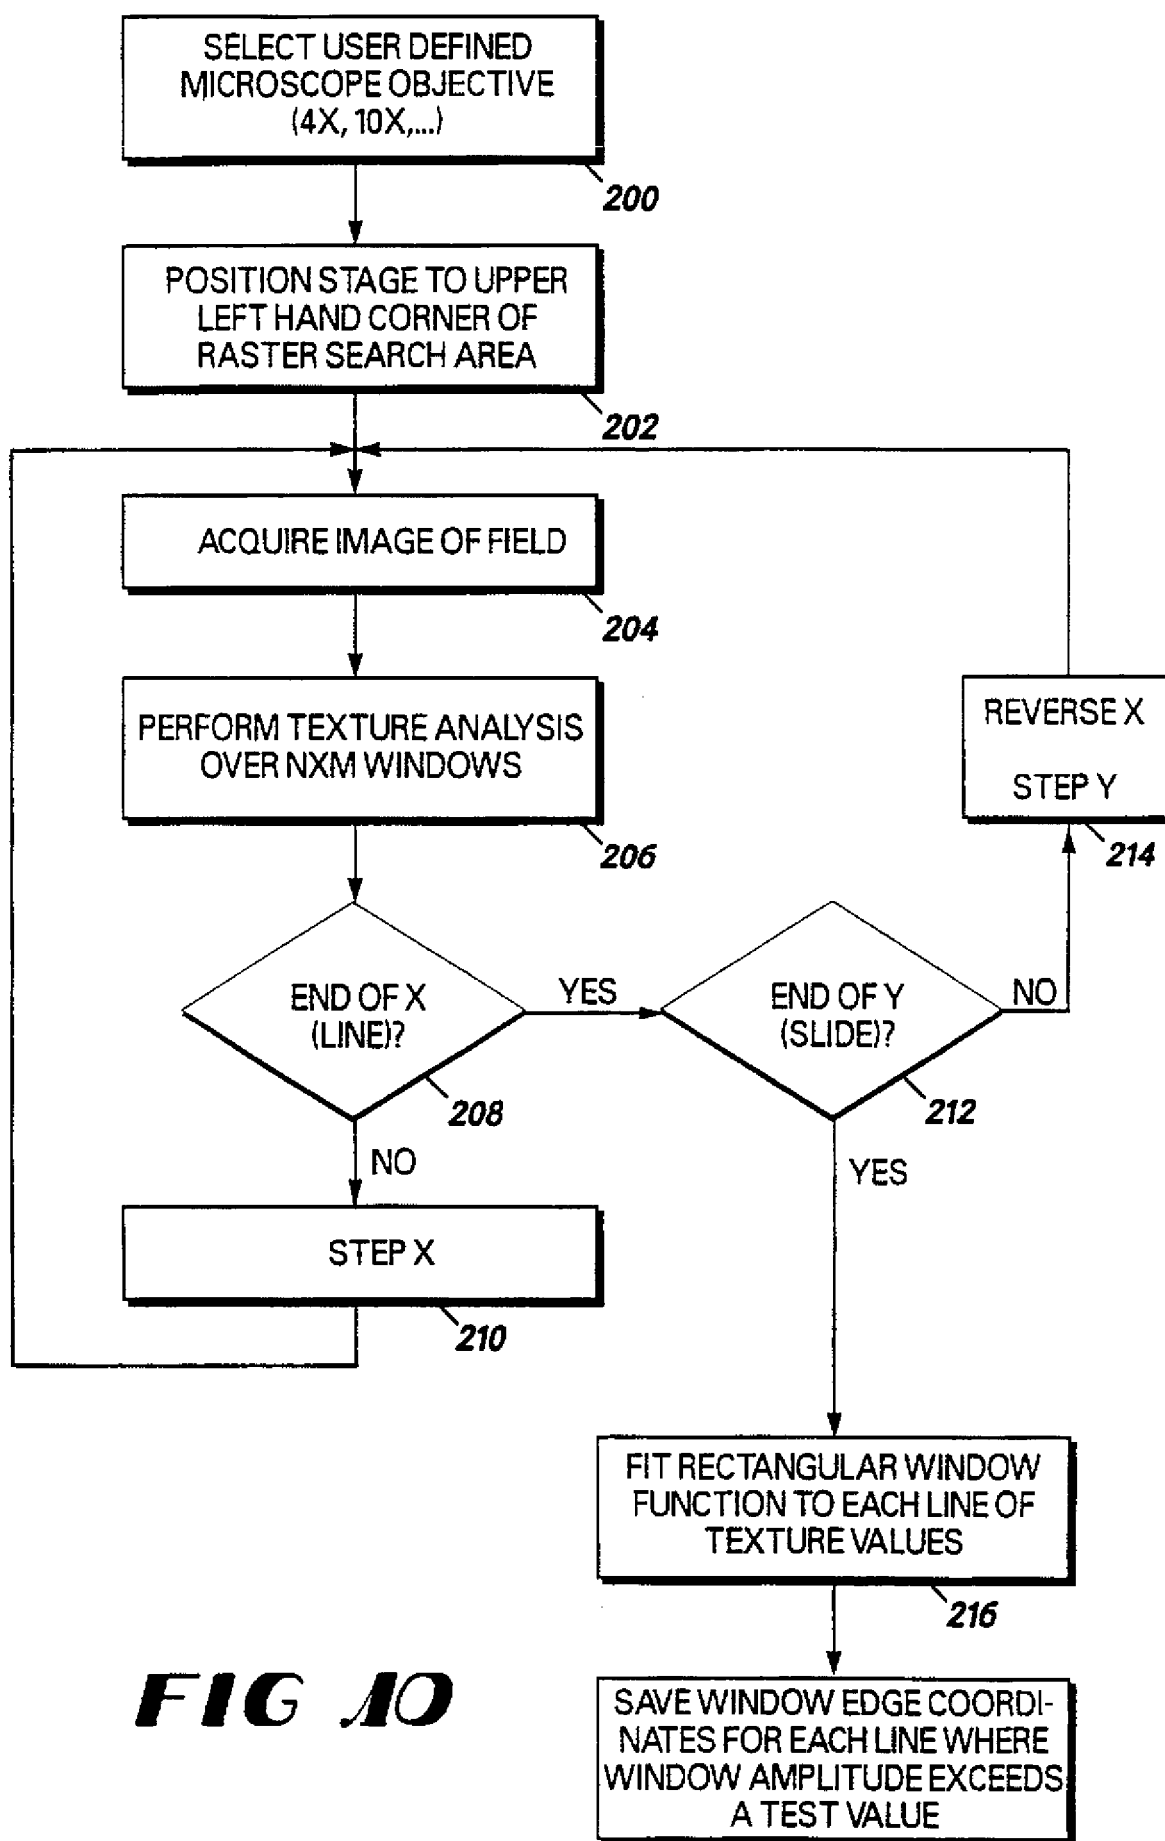 SELECT USER DEFINED
MICROSCOPE OBJECTIVE
(4X, 10X,...)
200
POSITION STAGE TO UPPER
LEFT HAND CORNER OF
RASTER SEARCH AREA
202
ACQUIRE IMAGE OF FIELD
204
PERFORM TEXTURE ANALYSIS
OVER NXM WINDOWS
206
REVERSE X
STEP Y
214
END OF X
(LINE)?
208
YES
END OF Y
(SLIDE)?
212
NO
NO
YES
STEP X
210
FIT RECTANGULAR WINDOW
FUNCTION TO EACH LINE OF
TEXTURE VALUES
216
SAVE WINDOW EDGE COORDI-
NATES FOR EACH LINE WHERE
WINDOW AMPLITUDE EXCEEDS
A TEST VALUE
FIG 10